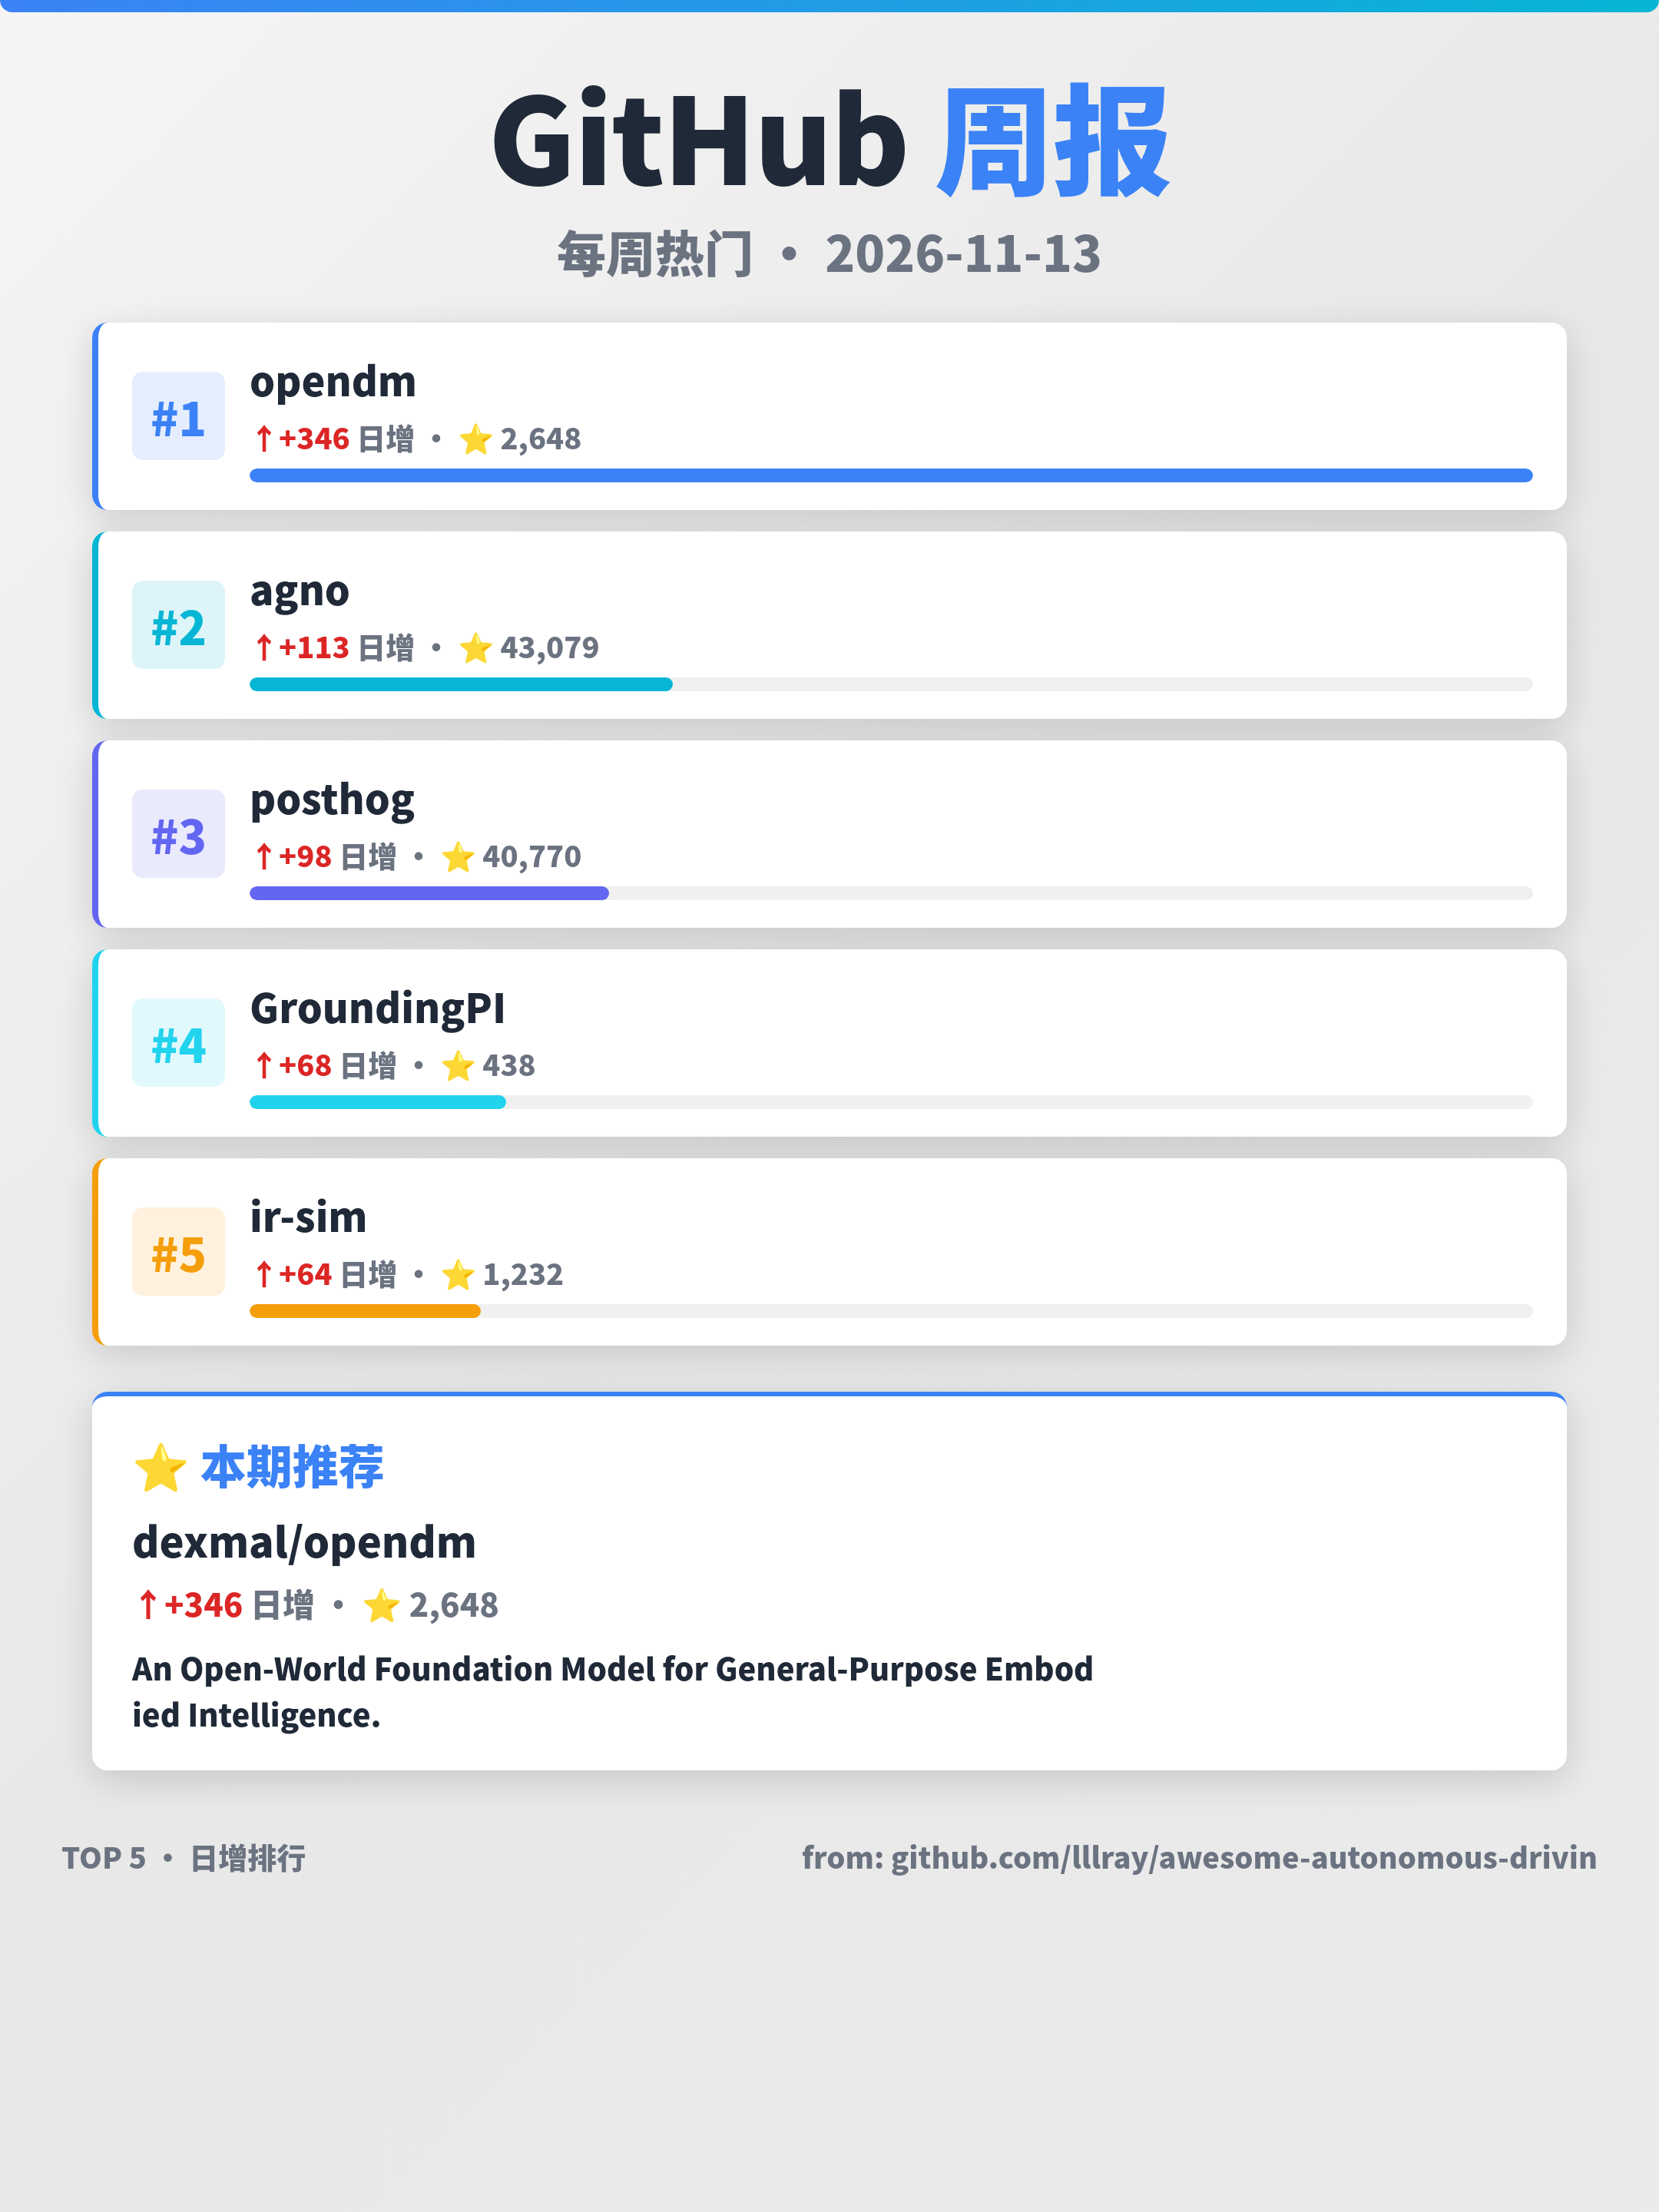 GitHub 周报
每周热门 • 2026-11-13
#1
opendm
↑+346 日增 • ⭐ 2,648
#2
agno
↑+113 日增 • ⭐ 43,079
#3
posthog
↑+98 日增 • ⭐ 40,770
#4
GroundingPI
↑+68 日增 • ⭐ 438
#5
ir-sim
↑+64 日增 • ⭐ 1,232
⭐ 本期推荐
dexmal/opendm
↑+346 日增 • ⭐ 2,648
An Open-World Foundation Model for General-Purpose Embod
ied Intelligence.
TOP 5 • 日增排行
from: github.com/lllray/awesome-autonomous-drivin